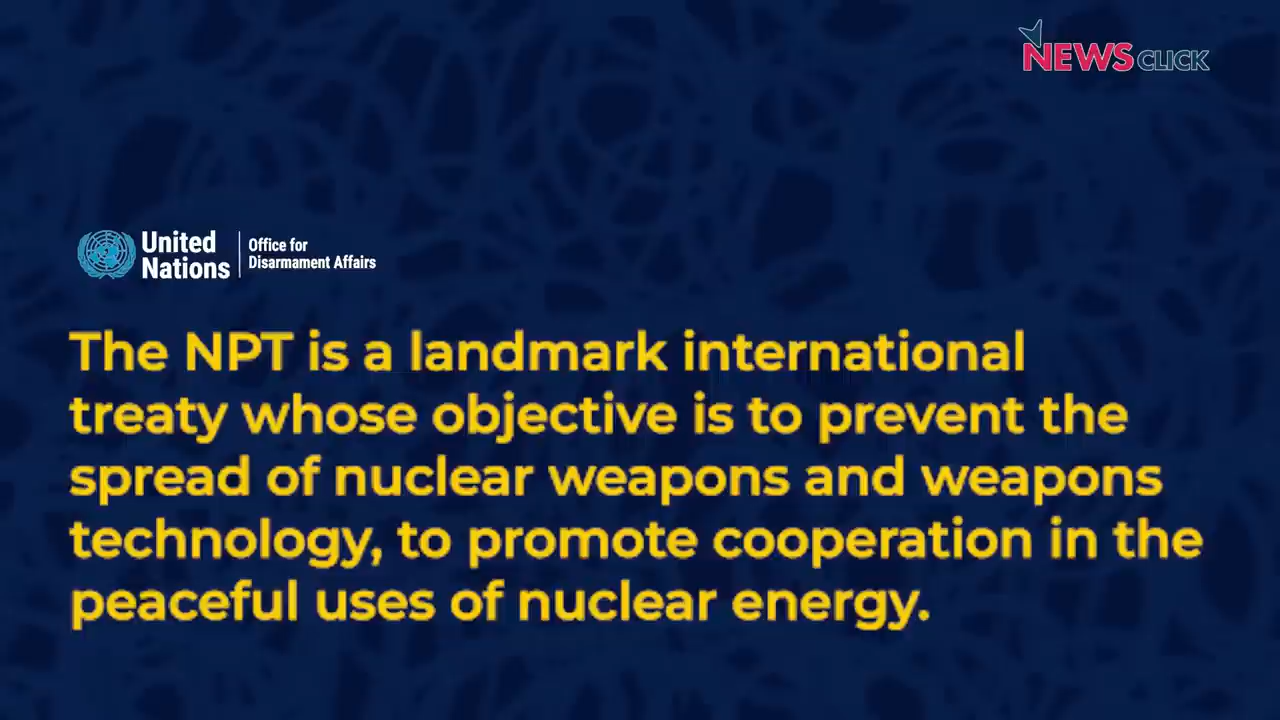 NEWSCLICK
United Nations
Office for Disarmament Affairs
The NPT is a landmark international
treaty whose objective is to prevent the
spread of nuclear weapons and weapons
technology, to promote cooperation in the
peaceful uses of nuclear energy.